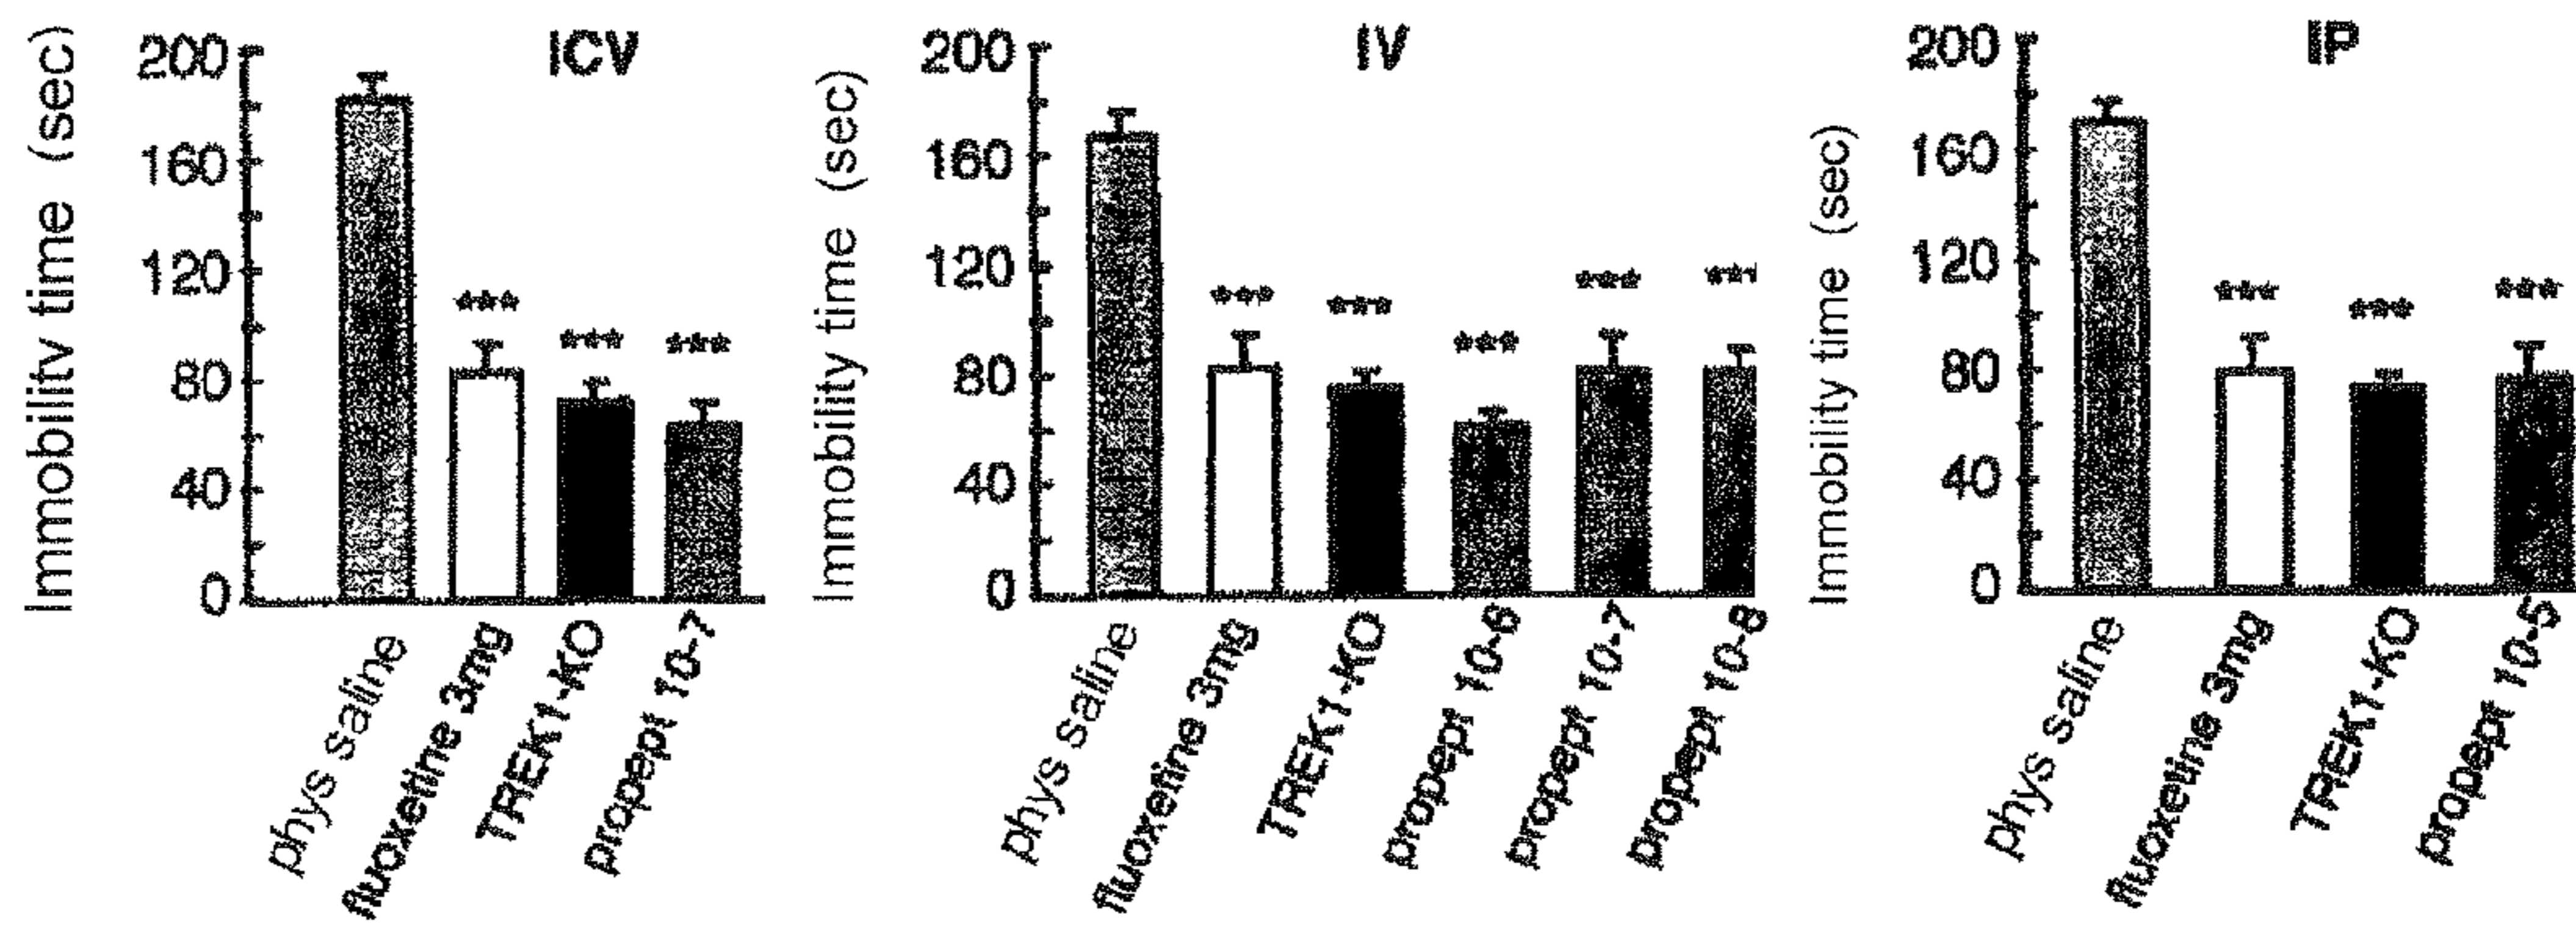 ICV
Immobility time (sec)
200
160
120
80
40
0
***
***
***
phys saline
fluoxetine 3mg
TREK1-KO
propept 10-7
IV
Immobility time (sec)
200
160
120
80
40
0
***
***
***
***
***
phys saline
fluoxetine 3mg
TREK1-KO
propept 10-6
propept 10-7
propept 10-8
IP
Immobility time (sec)
200
160
120
80
40
0
***
***
***
phys saline
fluoxetine 3mg
TREK1-KO
propept 10-5